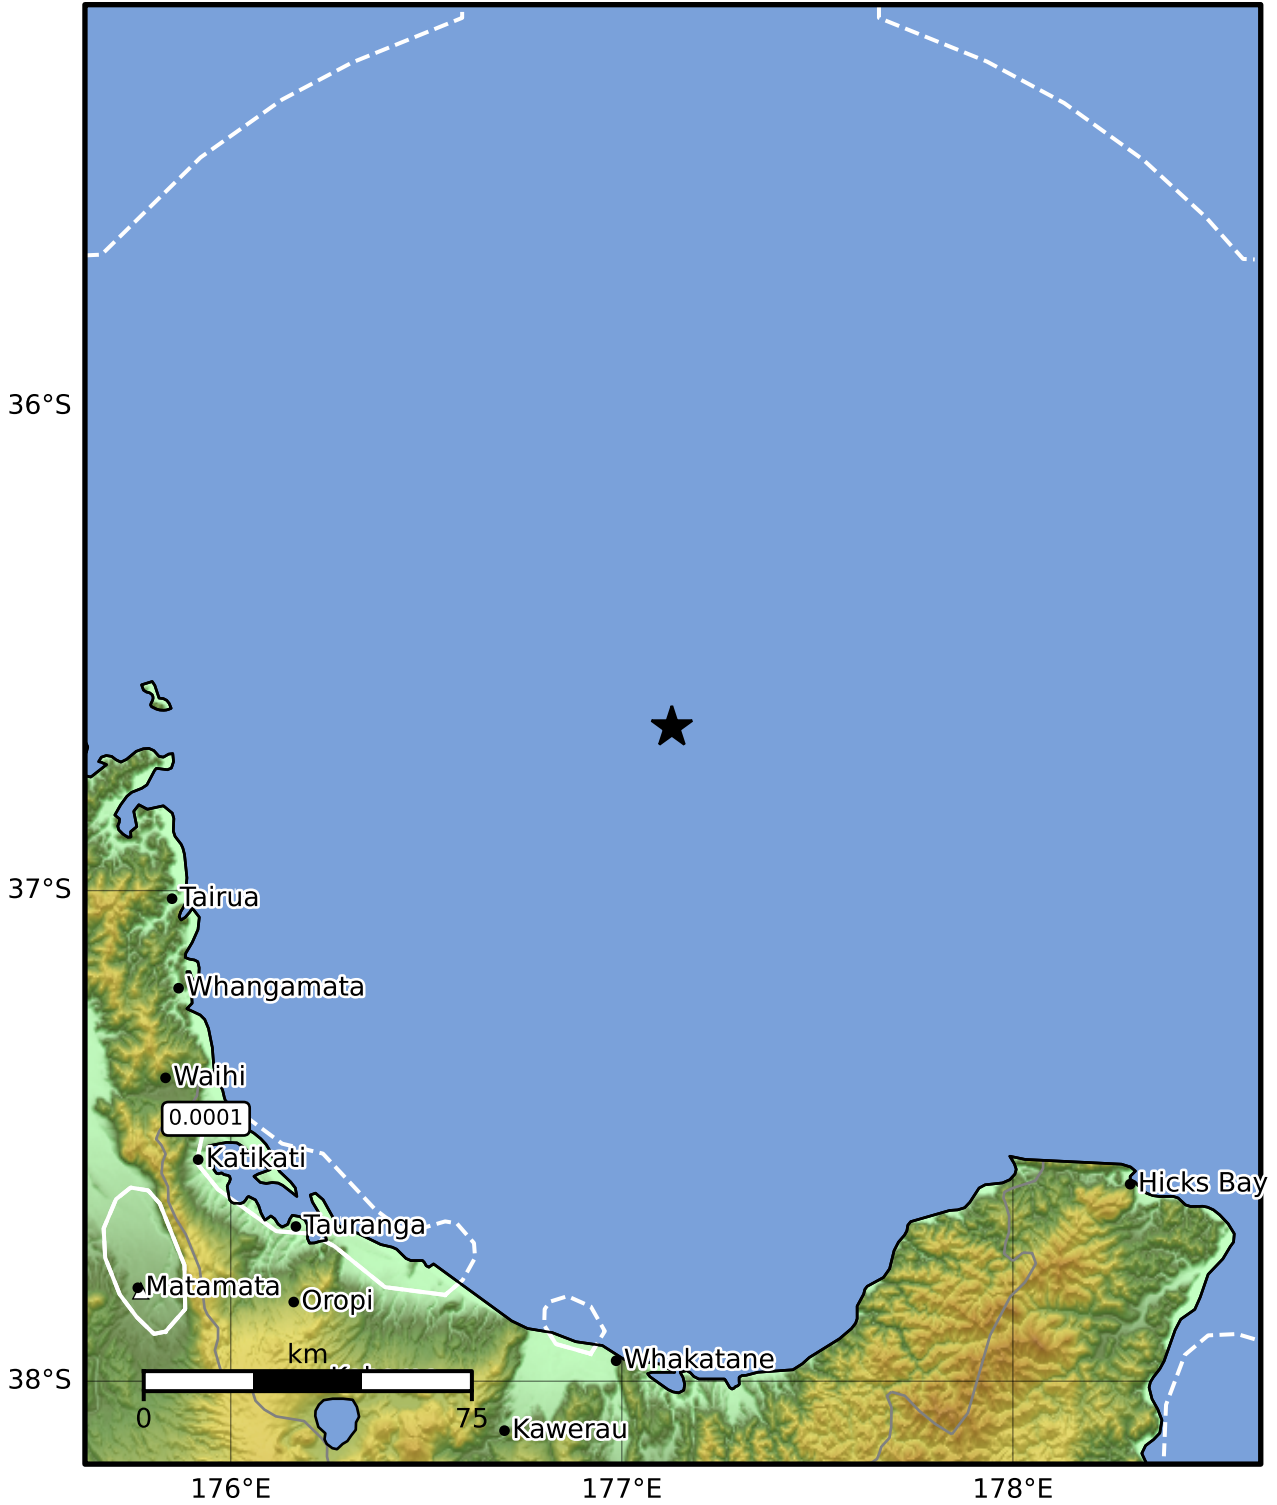 36°S
37°S
Tairua
Whangamata
Waihi
0.0001
Katikati
Hicks Bay
Tauranga
Matamata
Oropi
km
Whakatane
38°S
0
75
Kawerau
176°E
177°E
178°E